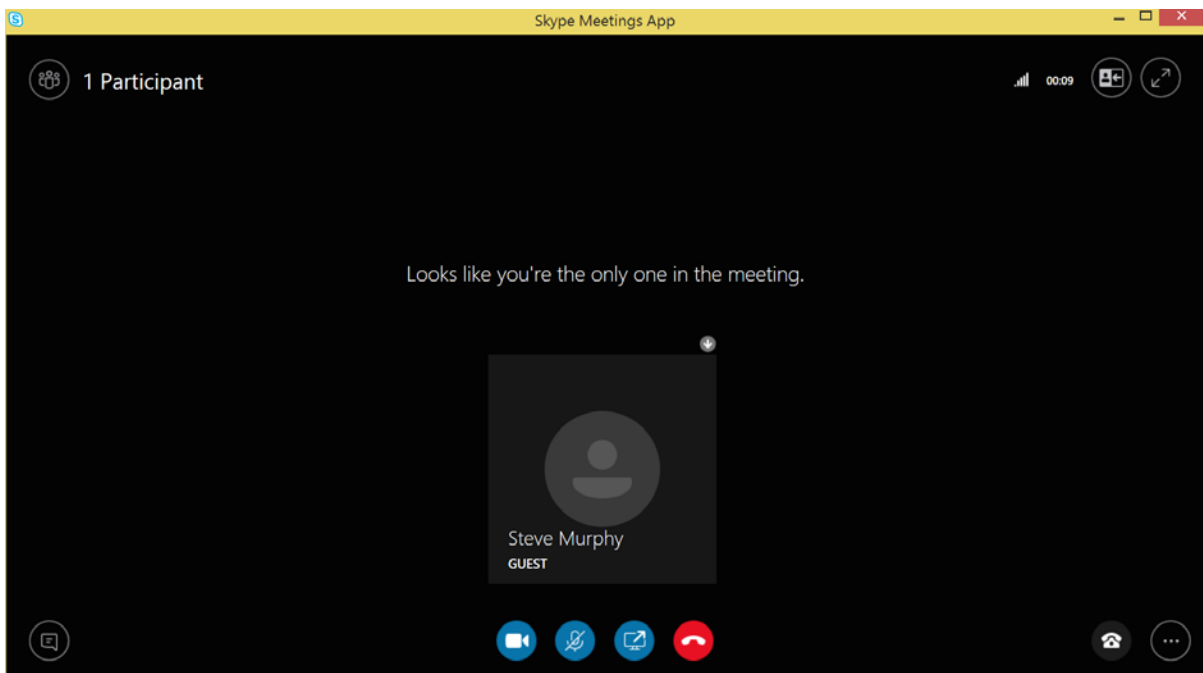 Skype Meetings App
1 Participant
00:09
Looks like you're the only one in the meeting.
Steve Murphy
GUEST